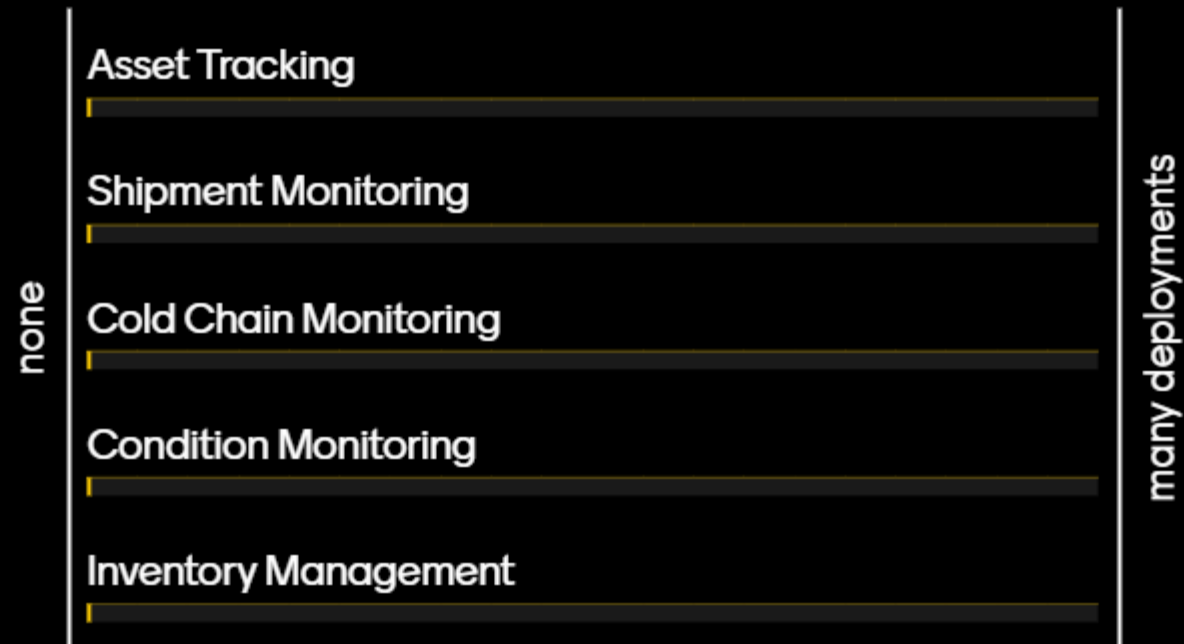 none
Asset Tracking
Shipment Monitoring
Cold Chain Monitoring
Condition Monitoring
Inventory Management
many deployments